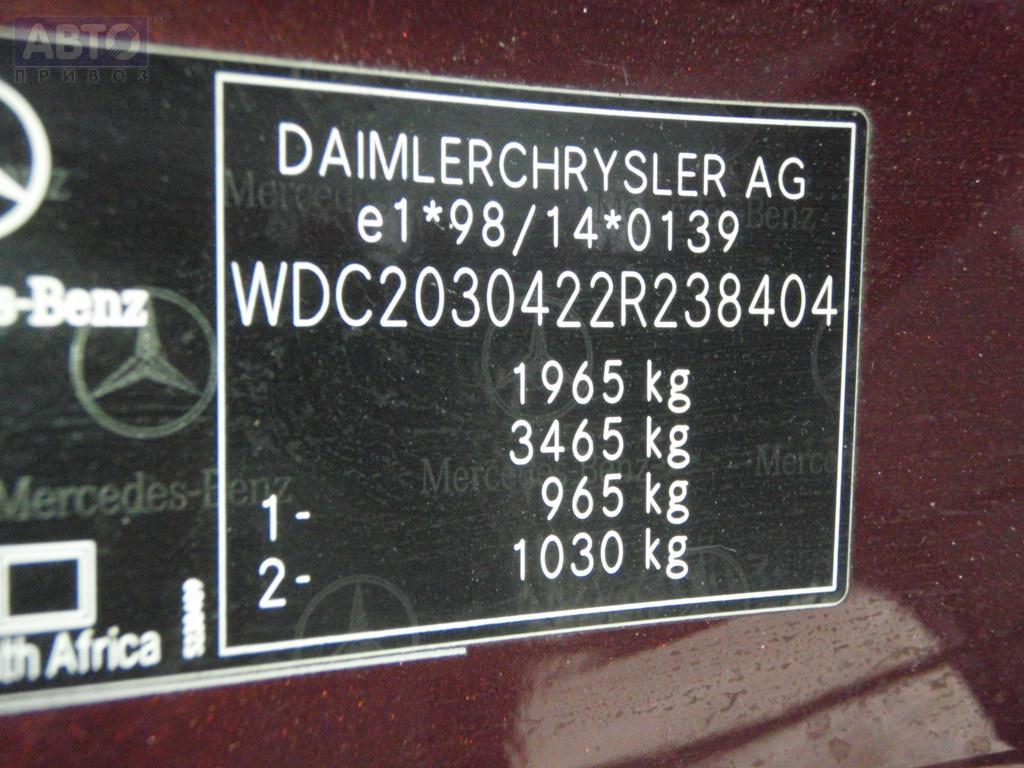 АВТО
ПРИВОЗ
DAIMLERCHRYSLER AG
e1*98/14*0139
WDC2030422R238404
s-Benz
1965 kg
3465 kg
1- 965 kg
2- 1030 kg
th Africa
Mercedes-Benz
Mercedes-Benz
Mercedes-Benz